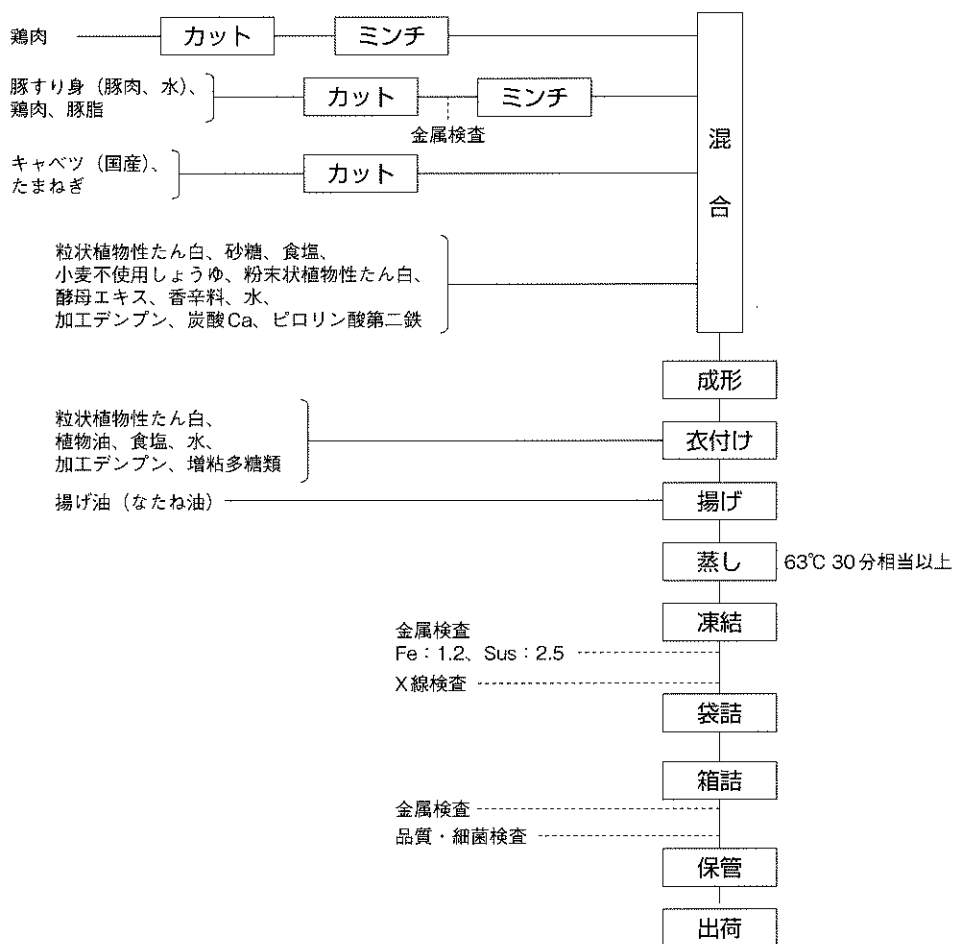 鶏肉
カット
ミンチ
豚すり身（豚肉、水）、
鶏肉、豚脂
カット
ミンチ
金属検査
キャベツ（国産）、
たまねぎ
カット
混合
粒状植物性たん白、砂糖、食塩、
小麦不使用しょうゆ、粉末状植物性たん白、
酵母エキス、香辛料、水、
加工デンプン、炭酸Ca、ピロリン酸第二鉄
成形
粒状植物性たん白、
植物油、食塩、水、
加工デンプン、増粘多糖類
衣付け
揚げ油（なたね油）
揚げ
蒸し
63℃ 30分相当以上
凍結
金属検査
Fe：1.2、Sus：2.5
X線検査
袋詰
箱詰
金属検査
品質・細菌検査
保管
出荷